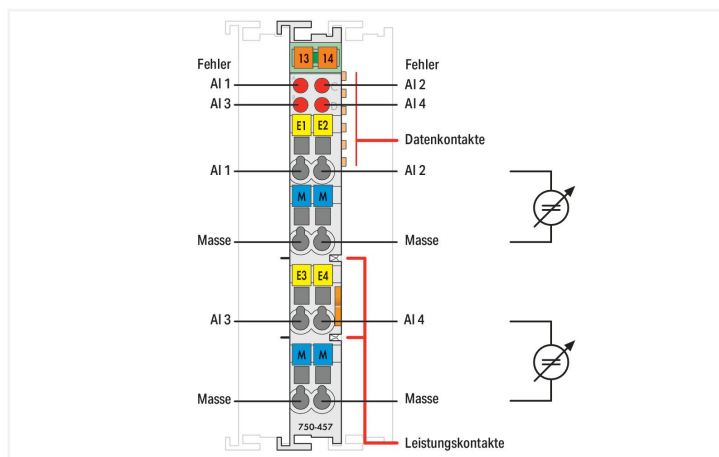 13 14
Fehler Fehler
AI 1 AI 2
AI 3 AI 4
E1 E2
Datenkontakte
AI 1 AI 2
M M
Masse Masse
E3 E4
AI 3 AI 4
M M
Masse Masse
750-457
Leistungskontakte